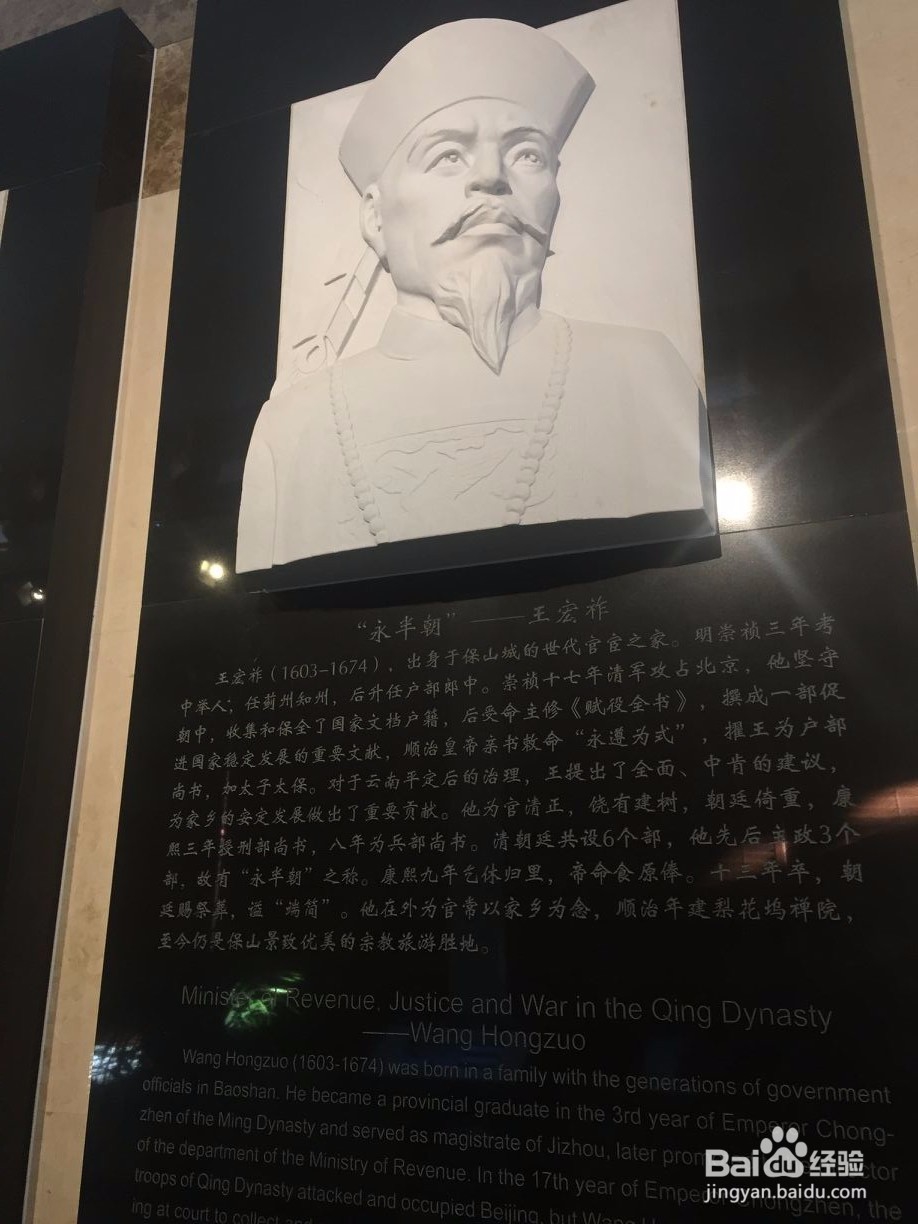 “永半朝”——王宏祚
王宏祚(1603-1674)，出身于保山城的世代官宦之家。明崇祯三年考
中举人，任蓟州知州，后升任户部郎中。崇祯十七年清军攻占北京，他坚守
朝中，收集和保全了国家文档户籍，后受命主修《赋役全书》，撰成一部促
进国家稳定发展的重要文献，顺治皇帝亲书敕命“永遵为式”，擢王为户部
尚书，加太子太保。对于云南平定后的治理，王提出了全面、中肯的建议，
为家乡的安定发展做出了重要贡献。他为官清正，饶有建树，朝廷倚重，康
熙三年授刑部尚书，八年为兵部尚书。清朝廷共设6个部，他先后主政3个
部，故有“永半朝”之称。康熙九年乞休归里，帝命食原俸。十三年卒，朝
廷赐祭葬，谥“端简”。他在外为官常以家乡为念，顺治年建梨花坞禅院，
至今仍是保山景致优美的宗教旅游胜地。
Minister of Revenue, Justice and War in the Qing Dynasty
——Wang Hongzuo
Wang Hongzuo (1603-1674) was born in a family with the generations of government
officials in Baoshan. He became a provincial graduate in the 3rd year of Emperor Chong-
zhen of the Ming Dynasty and served as magistrate of Jizhou, later
of the department of the Ministry of Revenue. In the 17th year of Emperor Chongzhen, the
troops of Qing Dynasty attacked and occupied Beijing, but Wang
ing at court to collect
Baidu经验
jingyan.baidu.com